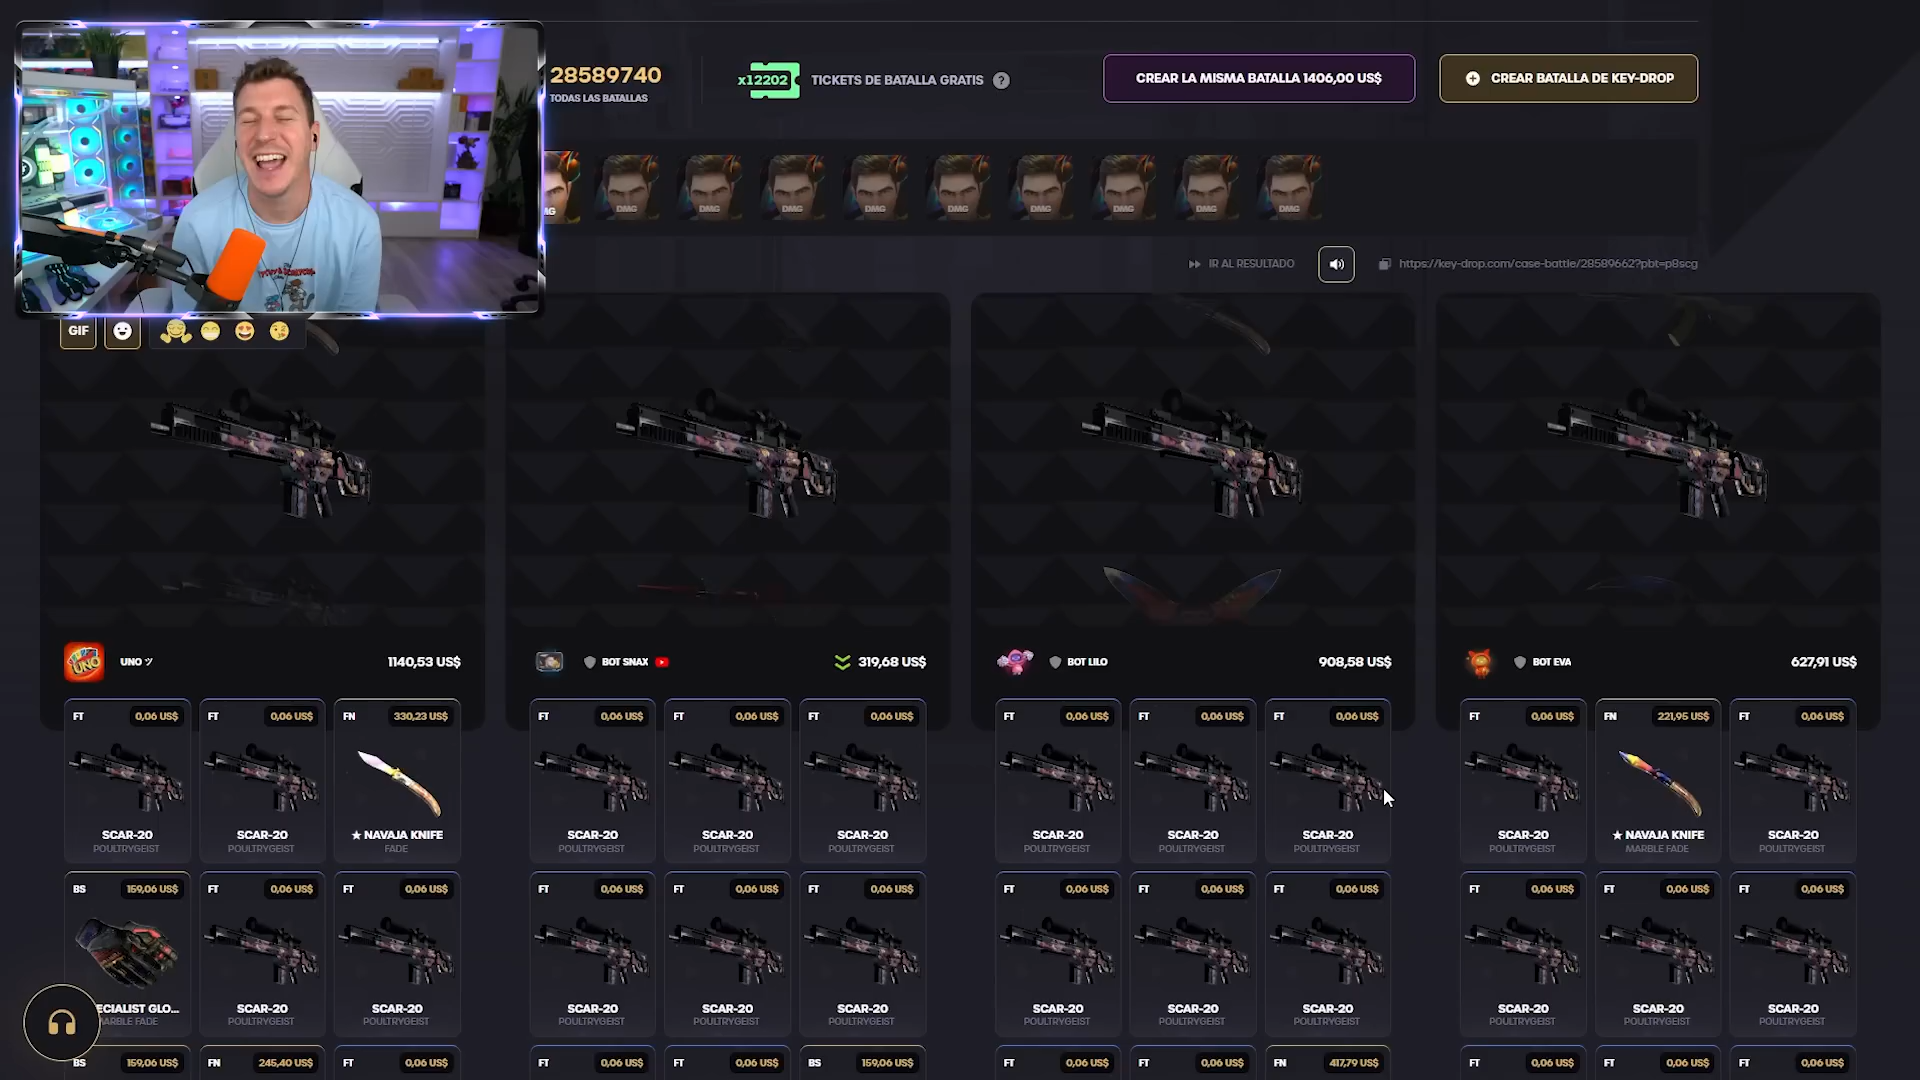 28589740
TODAS LAS BATALLAS
x12202 TICKETS DE BATALLA GRATIS ?
CREAR LA MISMA BATALLA 1406,00 US$
CREAR BATALLA DE KEY-DROP
DMG DMG DMG DMG DMG DMG DMG DMG DMG
IR AL RESULTADO
https://key-drop.com/case-battle/28589662?pbt=p8scg
GIF
UNO ツ 1140,53 US$
BOT SNAX 319,68 US$
BOT LILO 908,58 US$
BOT EVA 627,91 US$
FT 0,06 US$ FT 0,06 US$ FN 330,23 US$ FT 0,06 US$ FT 0,06 US$ FT 0,06 US$ FT 0,06 US$ FT 0,06 US$ FT 0,06 US$ FT 0,06 US$ FN 221,95 US$ FT 0,06 US$
SCAR-20 SCAR-20 ★ NAVAJA KNIFE SCAR-20 SCAR-20 SCAR-20 SCAR-20 SCAR-20 SCAR-20 SCAR-20 ★ NAVAJA KNIFE SCAR-20
POULTRYGEIST POULTRYGEIST FADE POULTRYGEIST POULTRYGEIST POULTRYGEIST POULTRYGEIST POULTRYGEIST POULTRYGEIST POULTRYGEIST MARBLE FADE POULTRYGEIST
BS 159,06 US$ FT 0,06 US$ FT 0,06 US$ FT 0,06 US$ FT 0,06 US$ FT 0,06 US$ FT 0,06 US$ FT 0,06 US$ FT 0,06 US$ FT 0,06 US$ FT 0,06 US$ FT 0,06 US$
ECIALIST GLO... SCAR-20 SCAR-20 SCAR-20 SCAR-20 SCAR-20 SCAR-20 SCAR-20 SCAR-20 SCAR-20 SCAR-20 SCAR-20
ARBLE FADE POULTRYGEIST POULTRYGEIST POULTRYGEIST POULTRYGEIST POULTRYGEIST POULTRYGEIST POULTRYGEIST POULTRYGEIST POULTRYGEIST POULTRYGEIST POULTRYGEIST
BS 159,06 US$ FN 245,40 US$ FT 0,06 US$ FT 0,06 US$ FT 0,06 US$ BS 159,06 US$ FT 0,06 US$ FT 0,06 US$ FN 417,79 US$ FT 0,06 US$ FT 0,06 US$ FT 0,06 US$